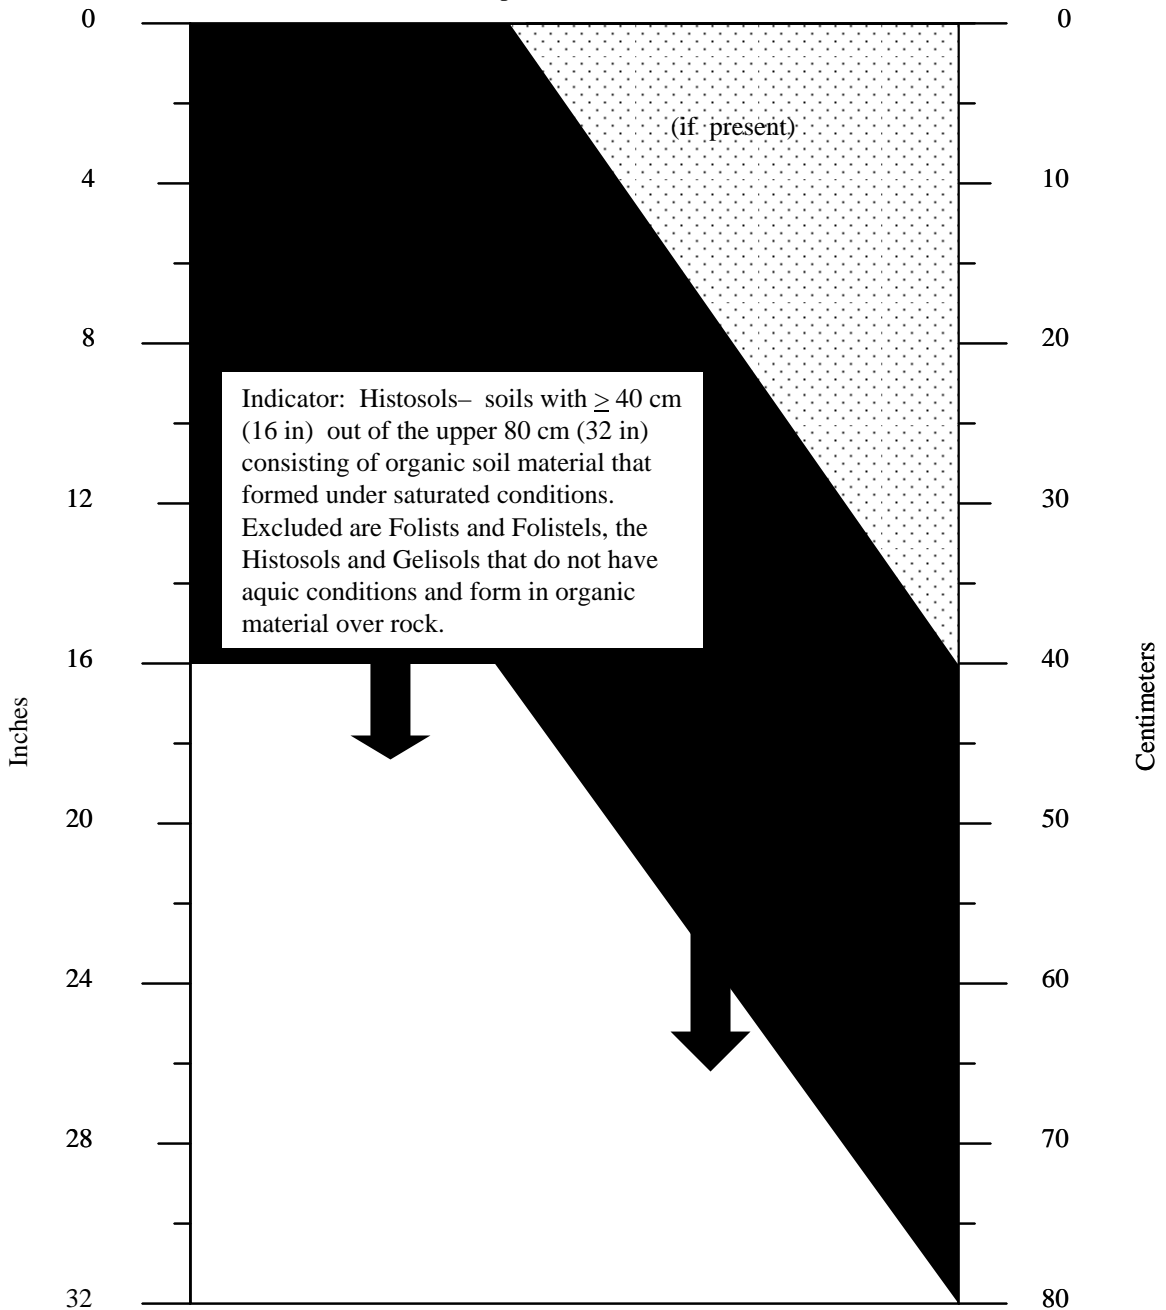 0
0
(if present)
4
10
8
20
Indicator: Histosols– soils with ≥ 40 cm
(16 in) out of the upper 80 cm (32 in)
consisting of organic soil material that
formed under saturated conditions.
Excluded are Folists and Folistels, the
Histosols and Gelisols that do not have
aquic conditions and form in organic
material over rock.
12
30
16
40
Inches
Centimeters
20
50
24
60
28
70
32
80